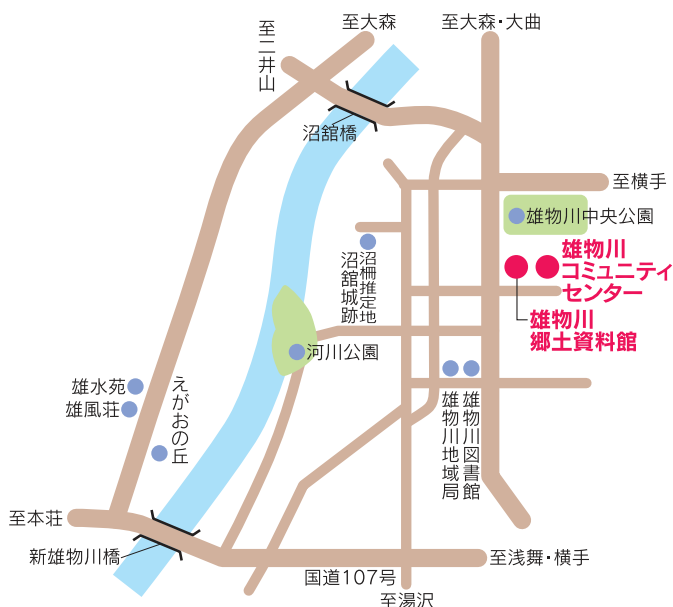 至大森
至大森・大曲
至二井山
沼舘橋
至横手
雄物川中央公園
雄物川
コミュニティ
センター
沼柵推定地
沼舘城跡
雄物川
郷土資料館
河川公園
雄水苑
雄風荘
えがおの丘
雄物川図書館
雄物川地域局
至本荘
新雄物川橋
国道107号
至浅舞・横手
至湯沢